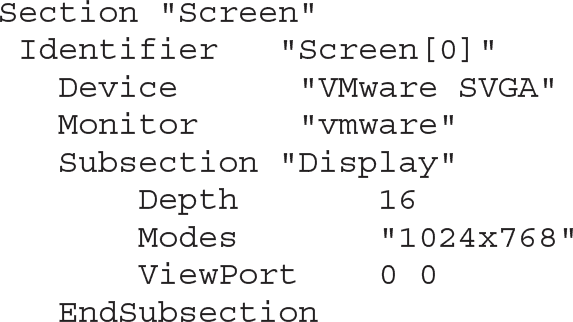 Section "Screen"
 Identifier   "Screen[0]"
   Device      "VMware SVGA"
   Monitor     "vmware"
   Subsection "Display"
       Depth       16
       Modes       "1024x768"
       ViewPort    0 0
   EndSubsection